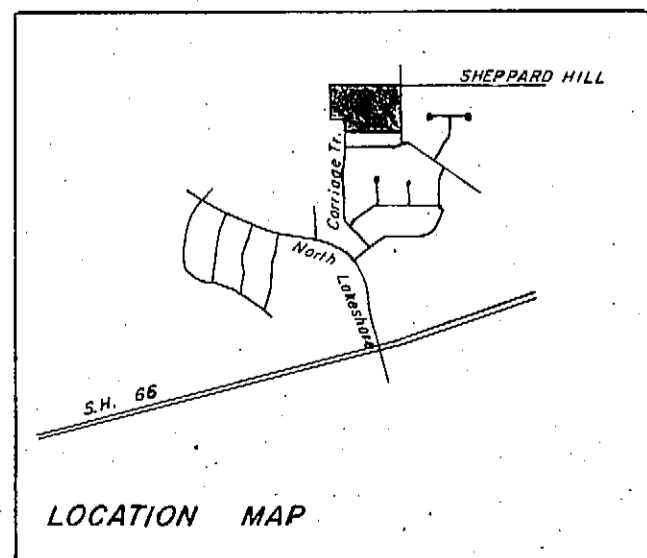 SHEPPARD HILL
Carriage Tr.
North
Lakeshore
S.H. 66
LOCATION MAP